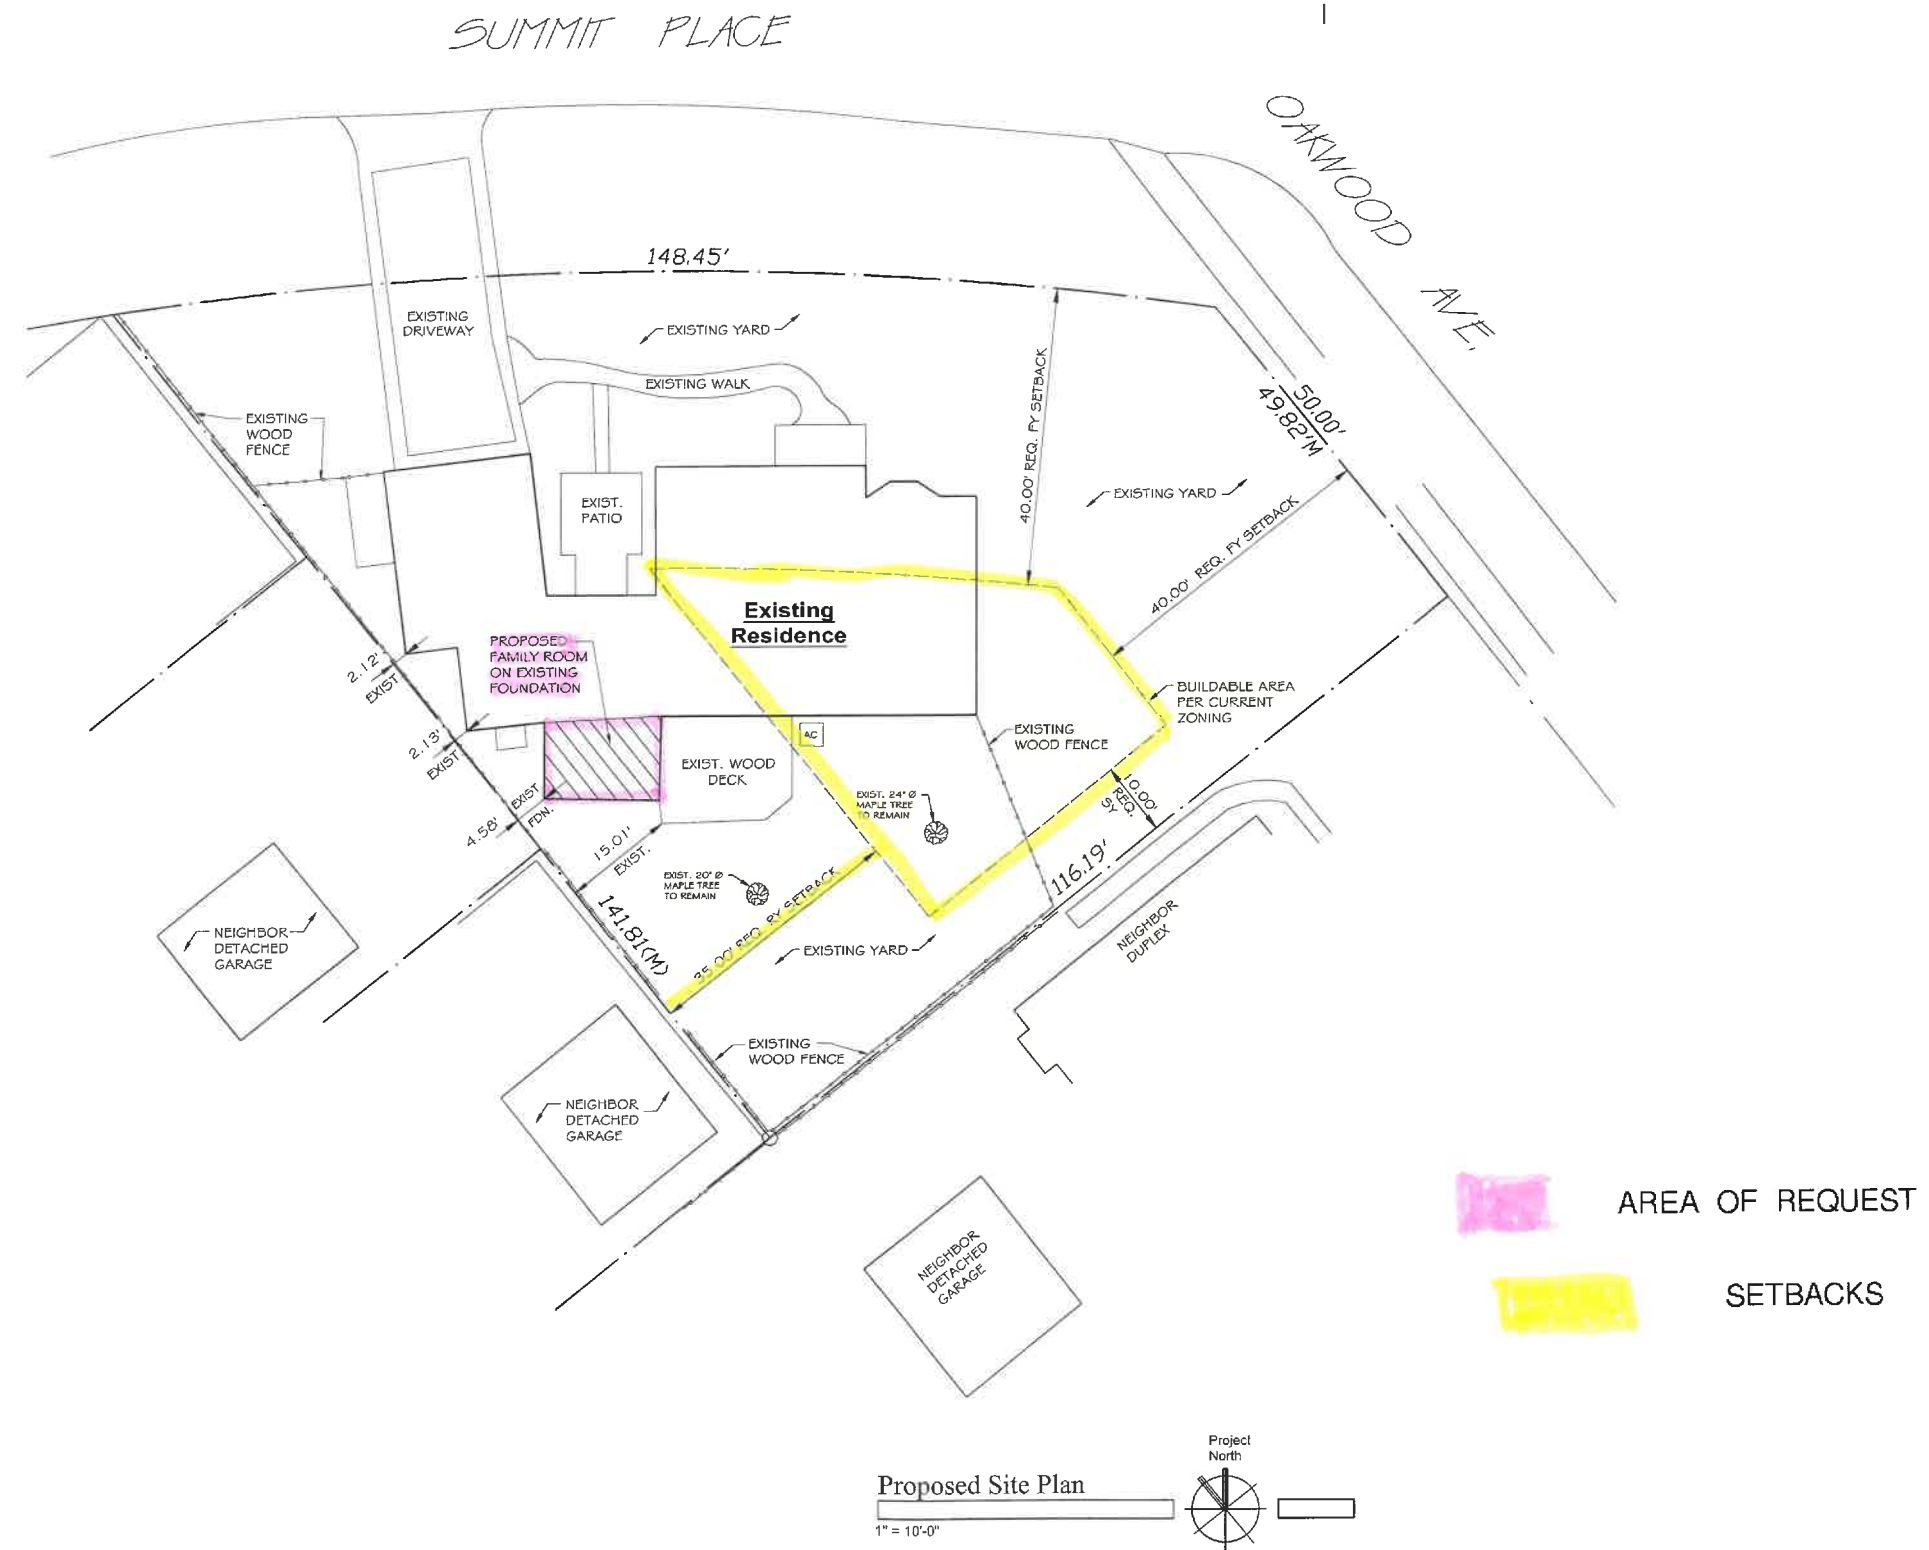 SUMMIT PLACE
OAKWOOD AVE.
148.45'
EXISTING
DRIVEWAY
EXISTING YARD
EXISTING WALK
40.00' REQ. FY SETBACK
50.00'
49.82'M
EXISTING
WOOD
FENCE
EXIST.
PATIO
EXISTING YARD
40.00' REQ. FY SETBACK
Existing
Residence
PROPOSED
FAMILY ROOM
ON EXISTING
FOUNDATION
2.12'
EXIST
2.13'
EXIST
BUILDABLE AREA
PER CURRENT
ZONING
EXISTING
WOOD FENCE
AC
EXIST. WOOD
DECK
EXIST. 24" Ø
MAPLE TREE
TO REMAIN
10.00'
REQ.
SY
4.58'
EXIST
FDN.
15.01'
EXIST.
EXIST. 20" Ø
MAPLE TREE
TO REMAIN
116.19'
141.81(M)
35.00' REQ. RY SETBACK
EXISTING YARD
NEIGHBOR
DUPLEX
NEIGHBOR
DETACHED
GARAGE
EXISTING
WOOD FENCE
NEIGHBOR
DETACHED
GARAGE
NEIGHBOR
DETACHED
GARAGE
AREA OF REQUEST
SETBACKS
Project
North
Proposed Site Plan
1" = 10'-0"